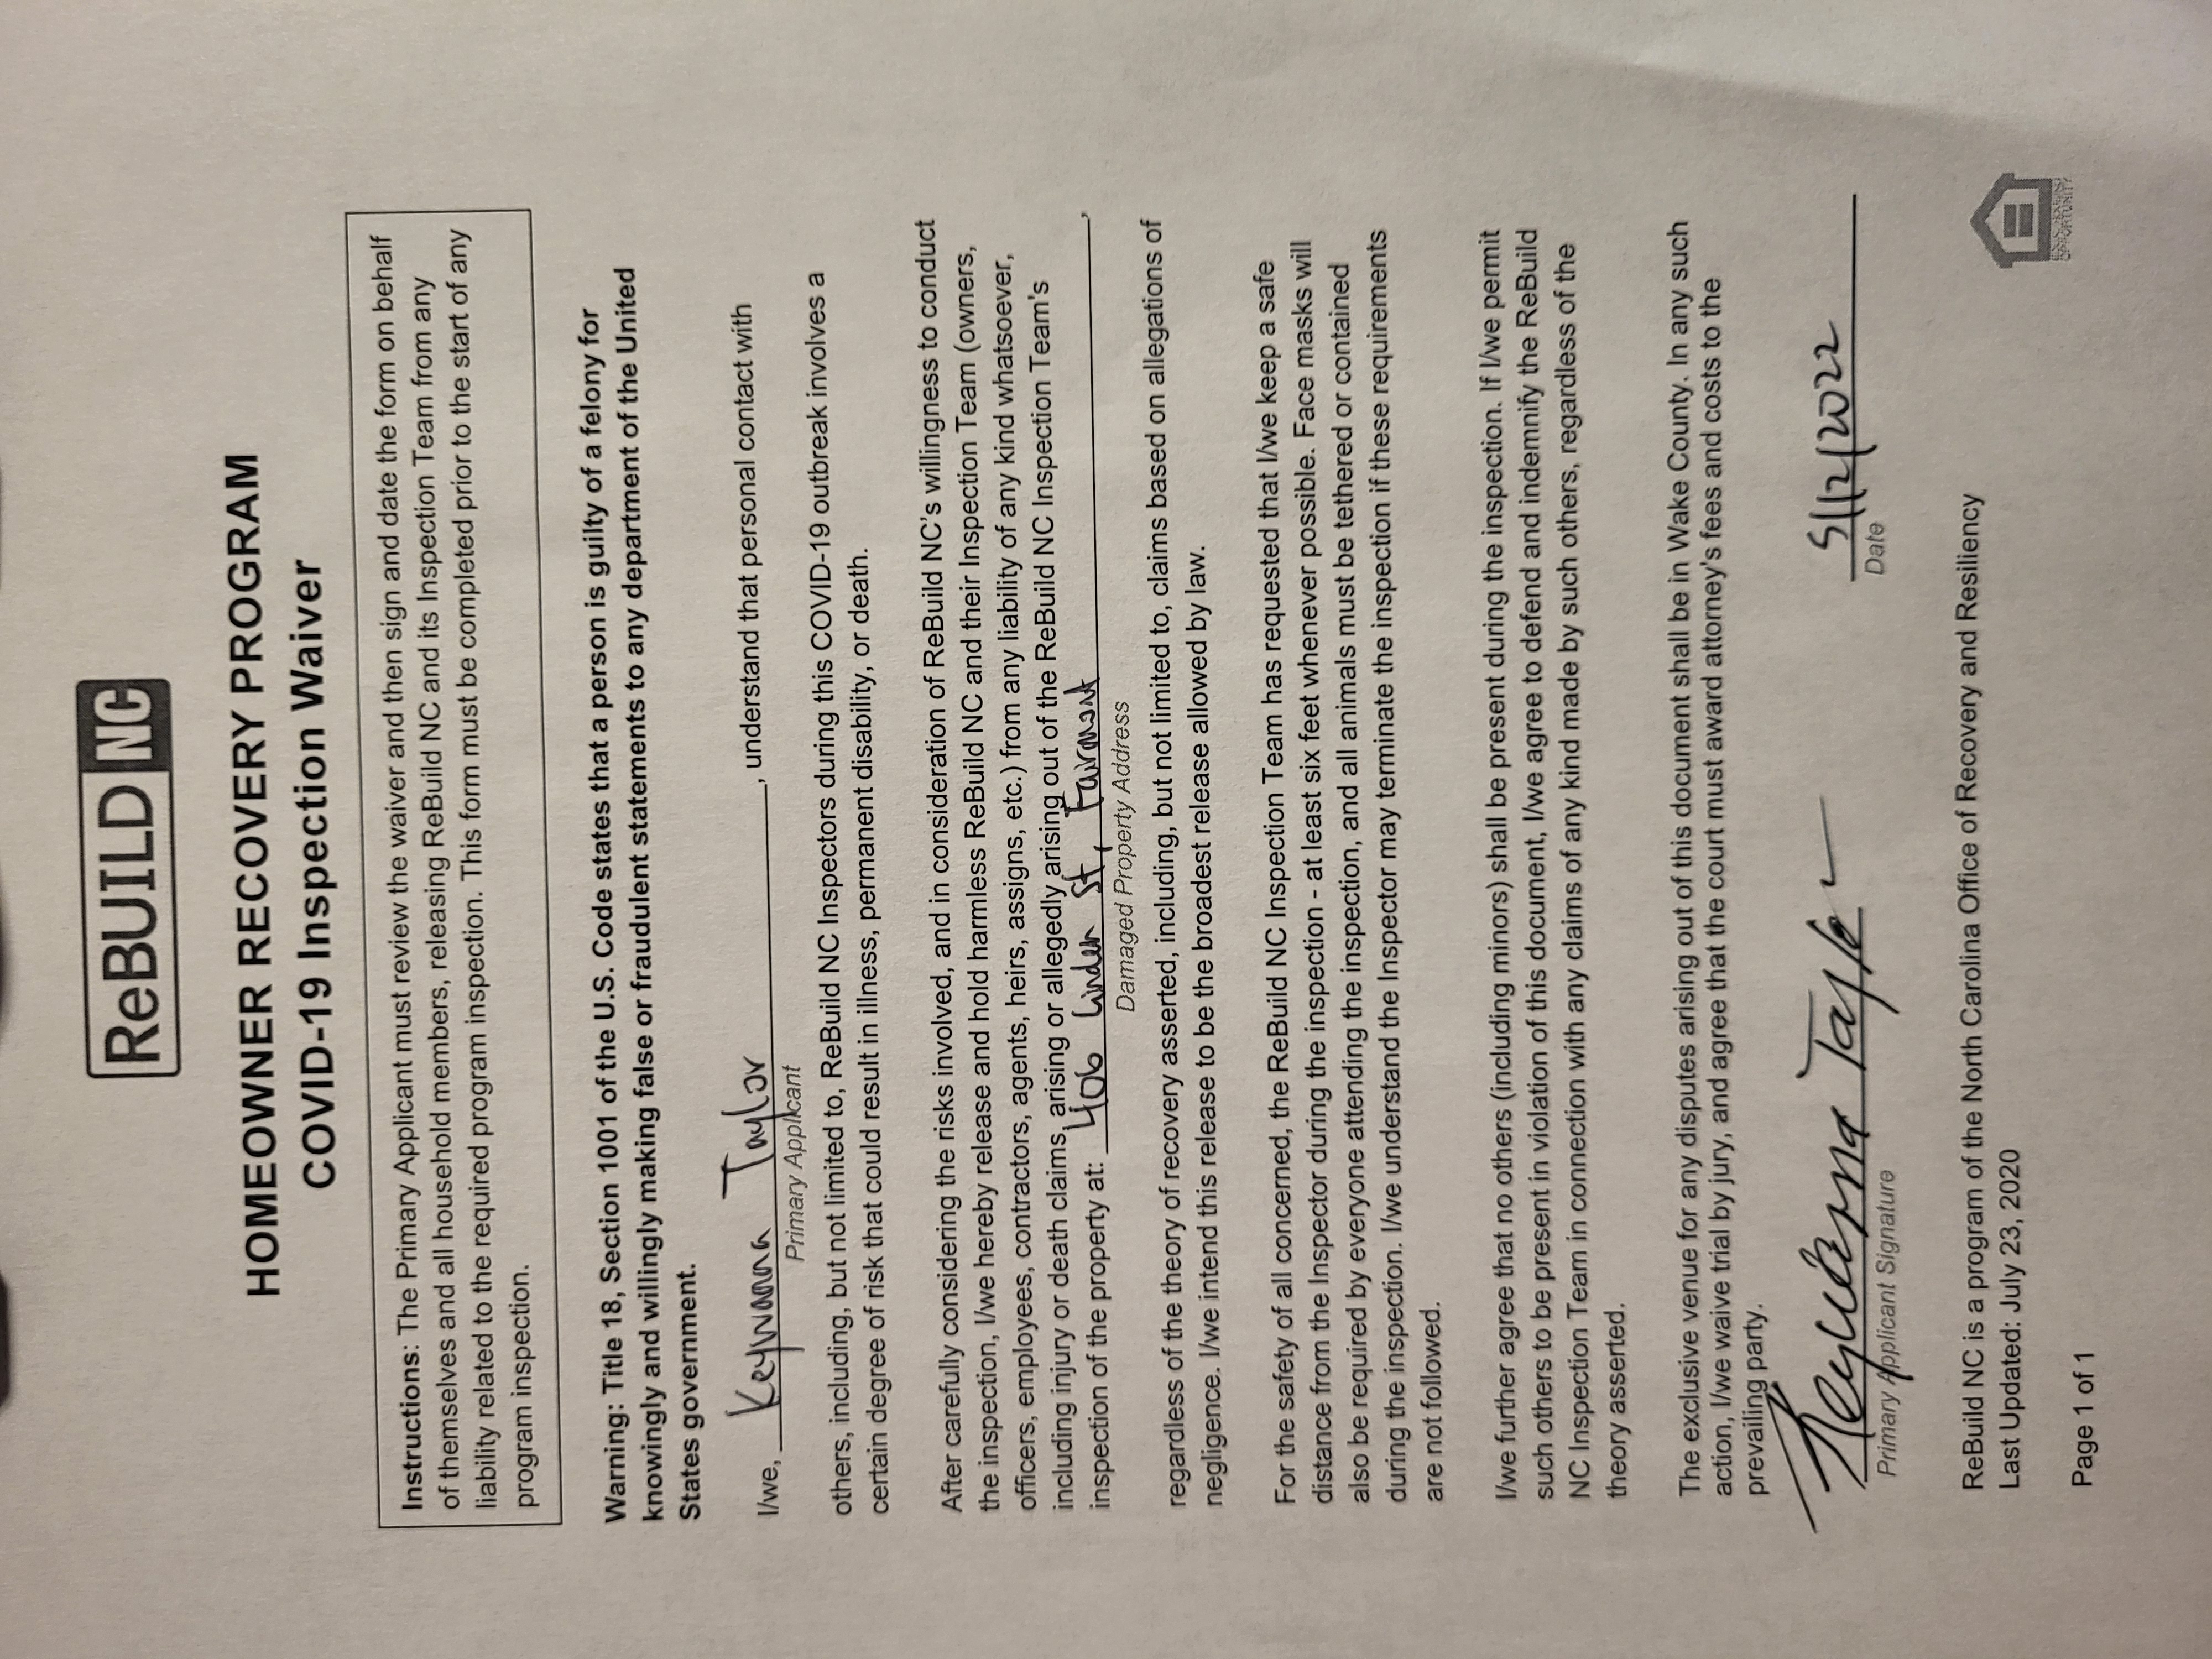 ReBUILD NC
HOMEOWNER RECOVERY PROGRAM
COVID-19 Inspection Waiver
Instructions: The Primary Applicant must review the waiver and then sign and date the form on behalf
of themselves and all household members, releasing ReBuild NC and its Inspection Team from any
liability related to the required program inspection. This form must be completed prior to the start of any
program inspection.
Warning: Title 18, Section 1001 of the U.S. Code states that a person is guilty of a felony for
knowingly and willingly making false or fraudulent statements to any department of the United
States government.
I/we, Keywanna Taylor, understand that personal contact with
Primary Applicant
others, including, but not limited to, ReBuild NC Inspectors during this COVID-19 outbreak involves a
certain degree of risk that could result in illness, permanent disability, or death.
After carefully considering the risks involved, and in consideration of ReBuild NC's willingness to conduct
the inspection, I/we hereby release and hold harmless ReBuild NC and their Inspection Team (owners,
officers, employees, contractors, agents, heirs, assigns, etc.) from any liability of any kind whatsoever,
including injury or death claims, arising or allegedly arising out of the ReBuild NC Inspection Team's
inspection of the property at: 406 Linder St, Fairmont,
Damaged Property Address
regardless of the theory of recovery asserted, including, but not limited to, claims based on allegations of
negligence. I/we intend this release to be the broadest release allowed by law.
For the safety of all concerned, the ReBuild NC Inspection Team has requested that I/we keep a safe
distance from the Inspector during the inspection - at least six feet whenever possible. Face masks will
also be required by everyone attending the inspection, and all animals must be tethered or contained
during the inspection. I/we understand the Inspector may terminate the inspection if these requirements
are not followed.
I/we further agree that no others (including minors) shall be present during the inspection. If I/we permit
such others to be present in violation of this document, I/we agree to defend and indemnify the ReBuild
NC Inspection Team in connection with any claims of any kind made by such others, regardless of the
theory asserted.
The exclusive venue for any disputes arising out of this document shall be in Wake County. In any such
action, I/we waive trial by jury, and agree that the court must award attorney's fees and costs to the
prevailing party.
Keywanna Taylor 5/12/2022
Primary Applicant Signature Date
ReBuild NC is a program of the North Carolina Office of Recovery and Resiliency
Last Updated: July 23, 2020
Page 1 of 1
EQUAL HOUSING
OPPORTUNITY